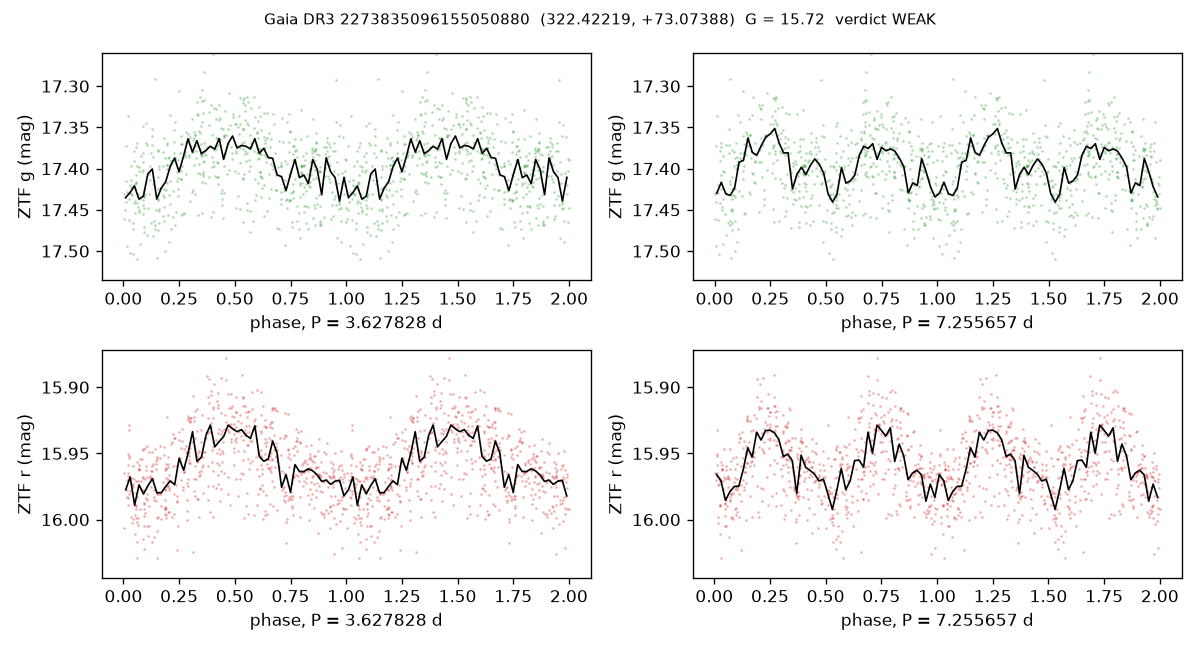 Gaia DR3 2273835096155050880 (322.42219, +73.07388) G = 15.72 verdict WEAK
ZTF g (mag)
17.30
17.35
17.40
17.45
17.50
0.00 0.25 0.50 0.75 1.00 1.25 1.50 1.75 2.00
phase, P = 3.627828 d
ZTF g (mag)
17.30
17.35
17.40
17.45
17.50
0.00 0.25 0.50 0.75 1.00 1.25 1.50 1.75 2.00
phase, P = 7.255657 d
ZTF r (mag)
15.90
15.95
16.00
0.00 0.25 0.50 0.75 1.00 1.25 1.50 1.75 2.00
phase, P = 3.627828 d
ZTF r (mag)
15.90
15.95
16.00
0.00 0.25 0.50 0.75 1.00 1.25 1.50 1.75 2.00
phase, P = 7.255657 d